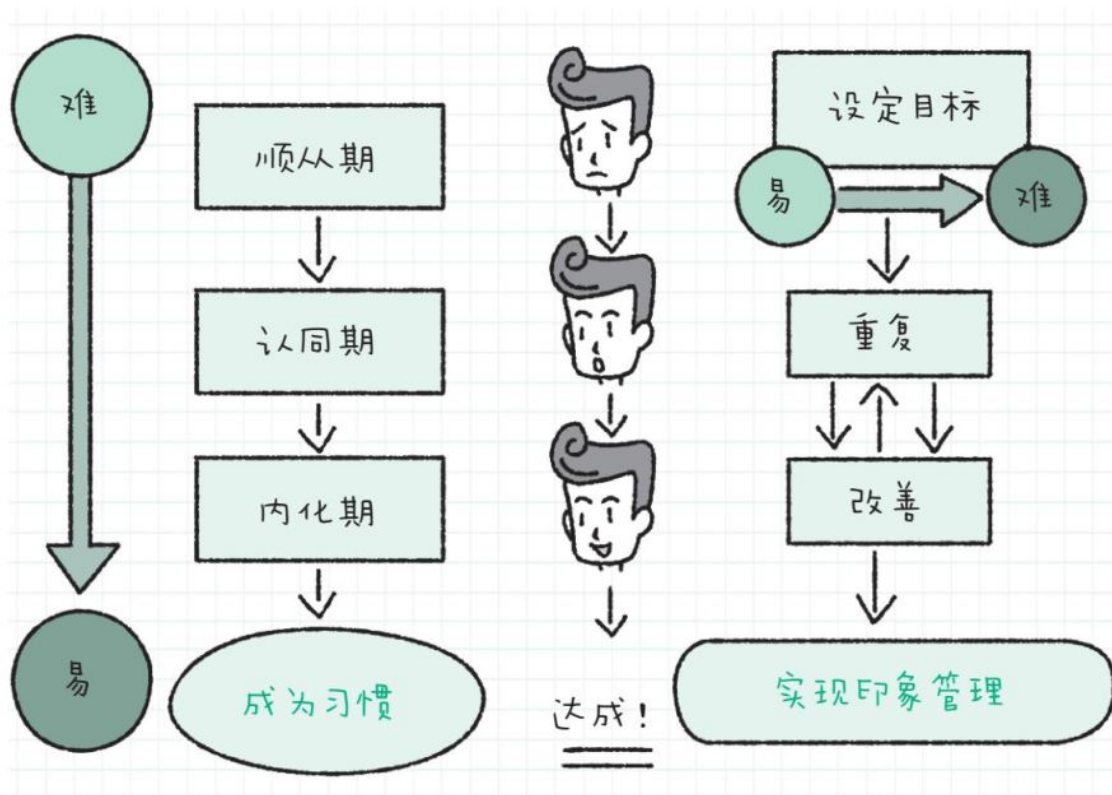 难
顺从期
认同期
内化期
易
成为习惯
达成！
设定目标
易
难
重复
改善
实现印象管理